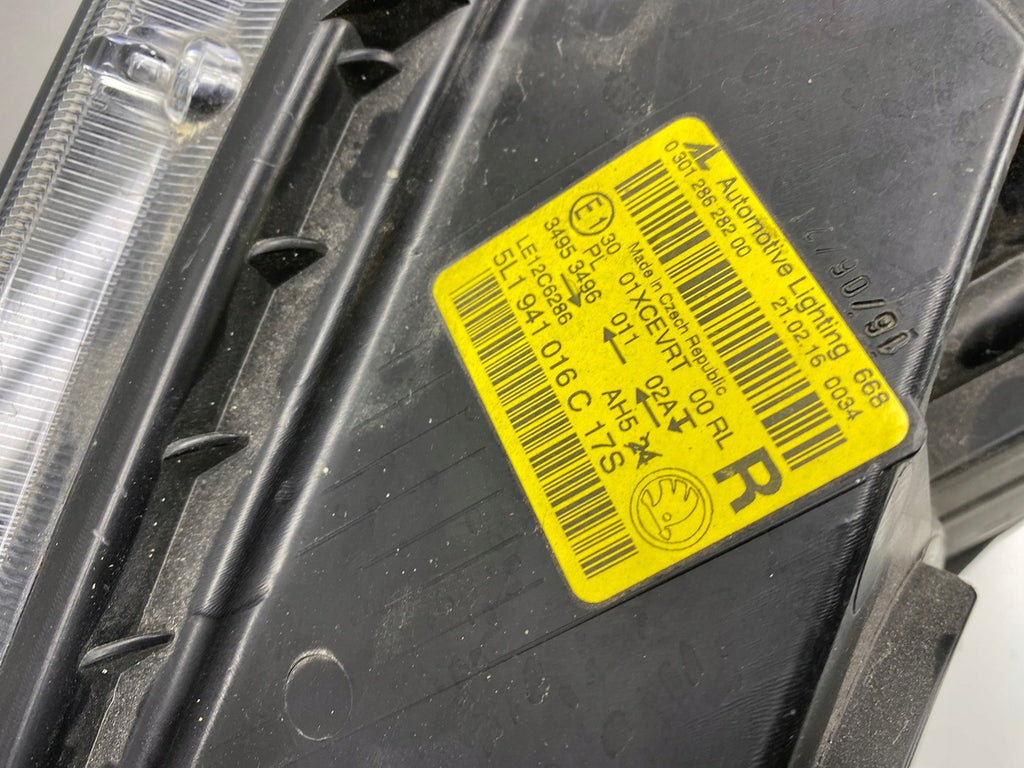 AL Automotive Lighting 668
0 301 286 282 00 21.02.16 0034
Made in Czech Republic
E1 30 01XCEVRT 00 RL R
PL 011 02A
3495 3496 AH5
LE12C6286
5L1 941 016 C 17S